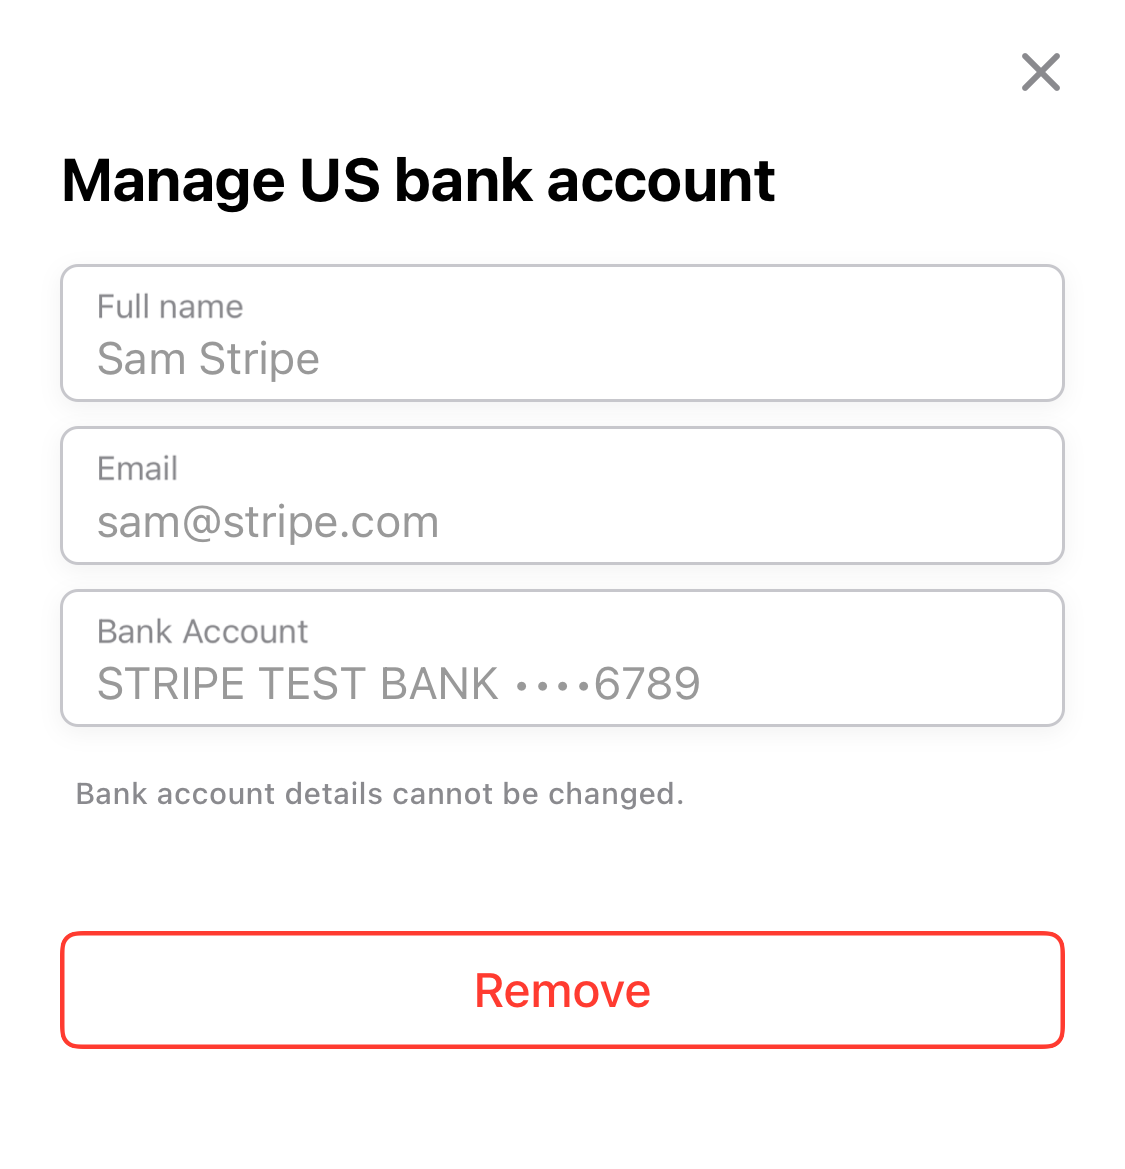 Manage US bank account
Full name
Sam Stripe
Email
sam@stripe.com
Bank Account
STRIPE TEST BANK ••••6789
Bank account details cannot be changed.
Remove